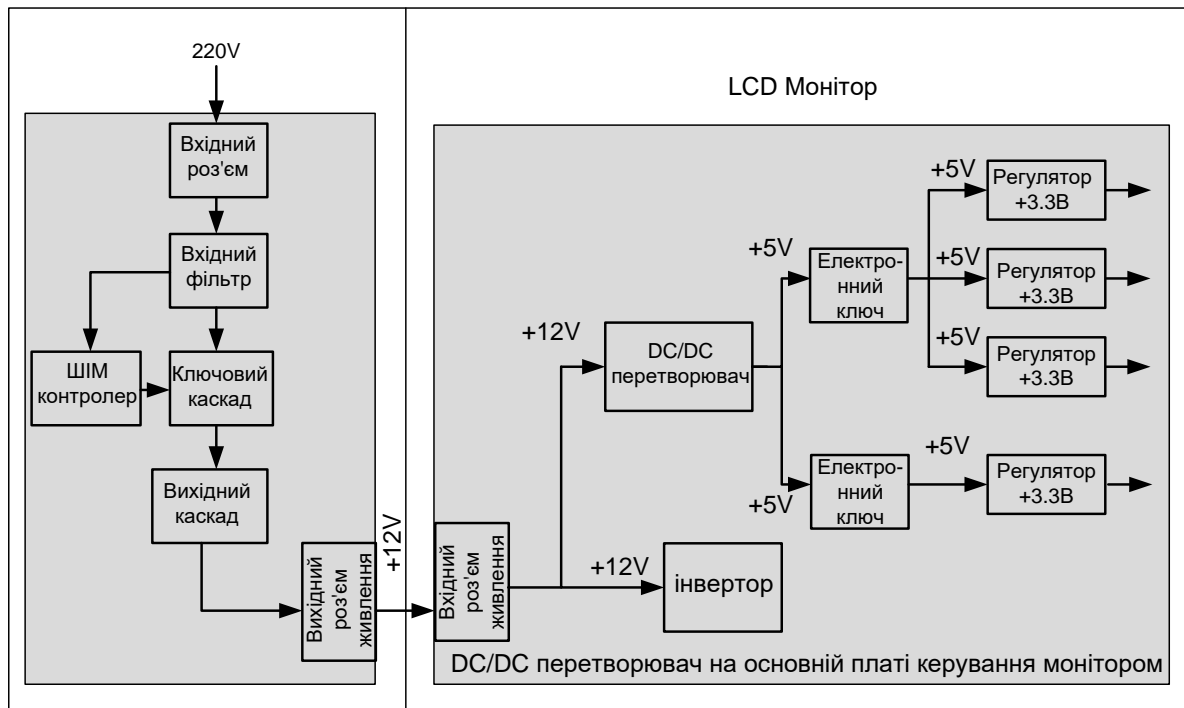 220V
Вхідний
роз'єм
Вхідний
фільтр
ШІМ
контролер
Ключовий
каскад
Вихідний
каскад
Вихідний
роз'єм
живлення
+12V
LCD Монітор
Вхідний
роз'єм
живлення
+12V
DC/DC
перетворювач
+12V
інвертор
+5V
Електро-
нний
ключ
+5V
Регулятор
+3.3В
+5V
Регулятор
+3.3В
+5V
Регулятор
+3.3В
+5V
Електро-
нний
ключ
+5V
Регулятор
+3.3В
DC/DC перетворювач на основній платі керування монітором